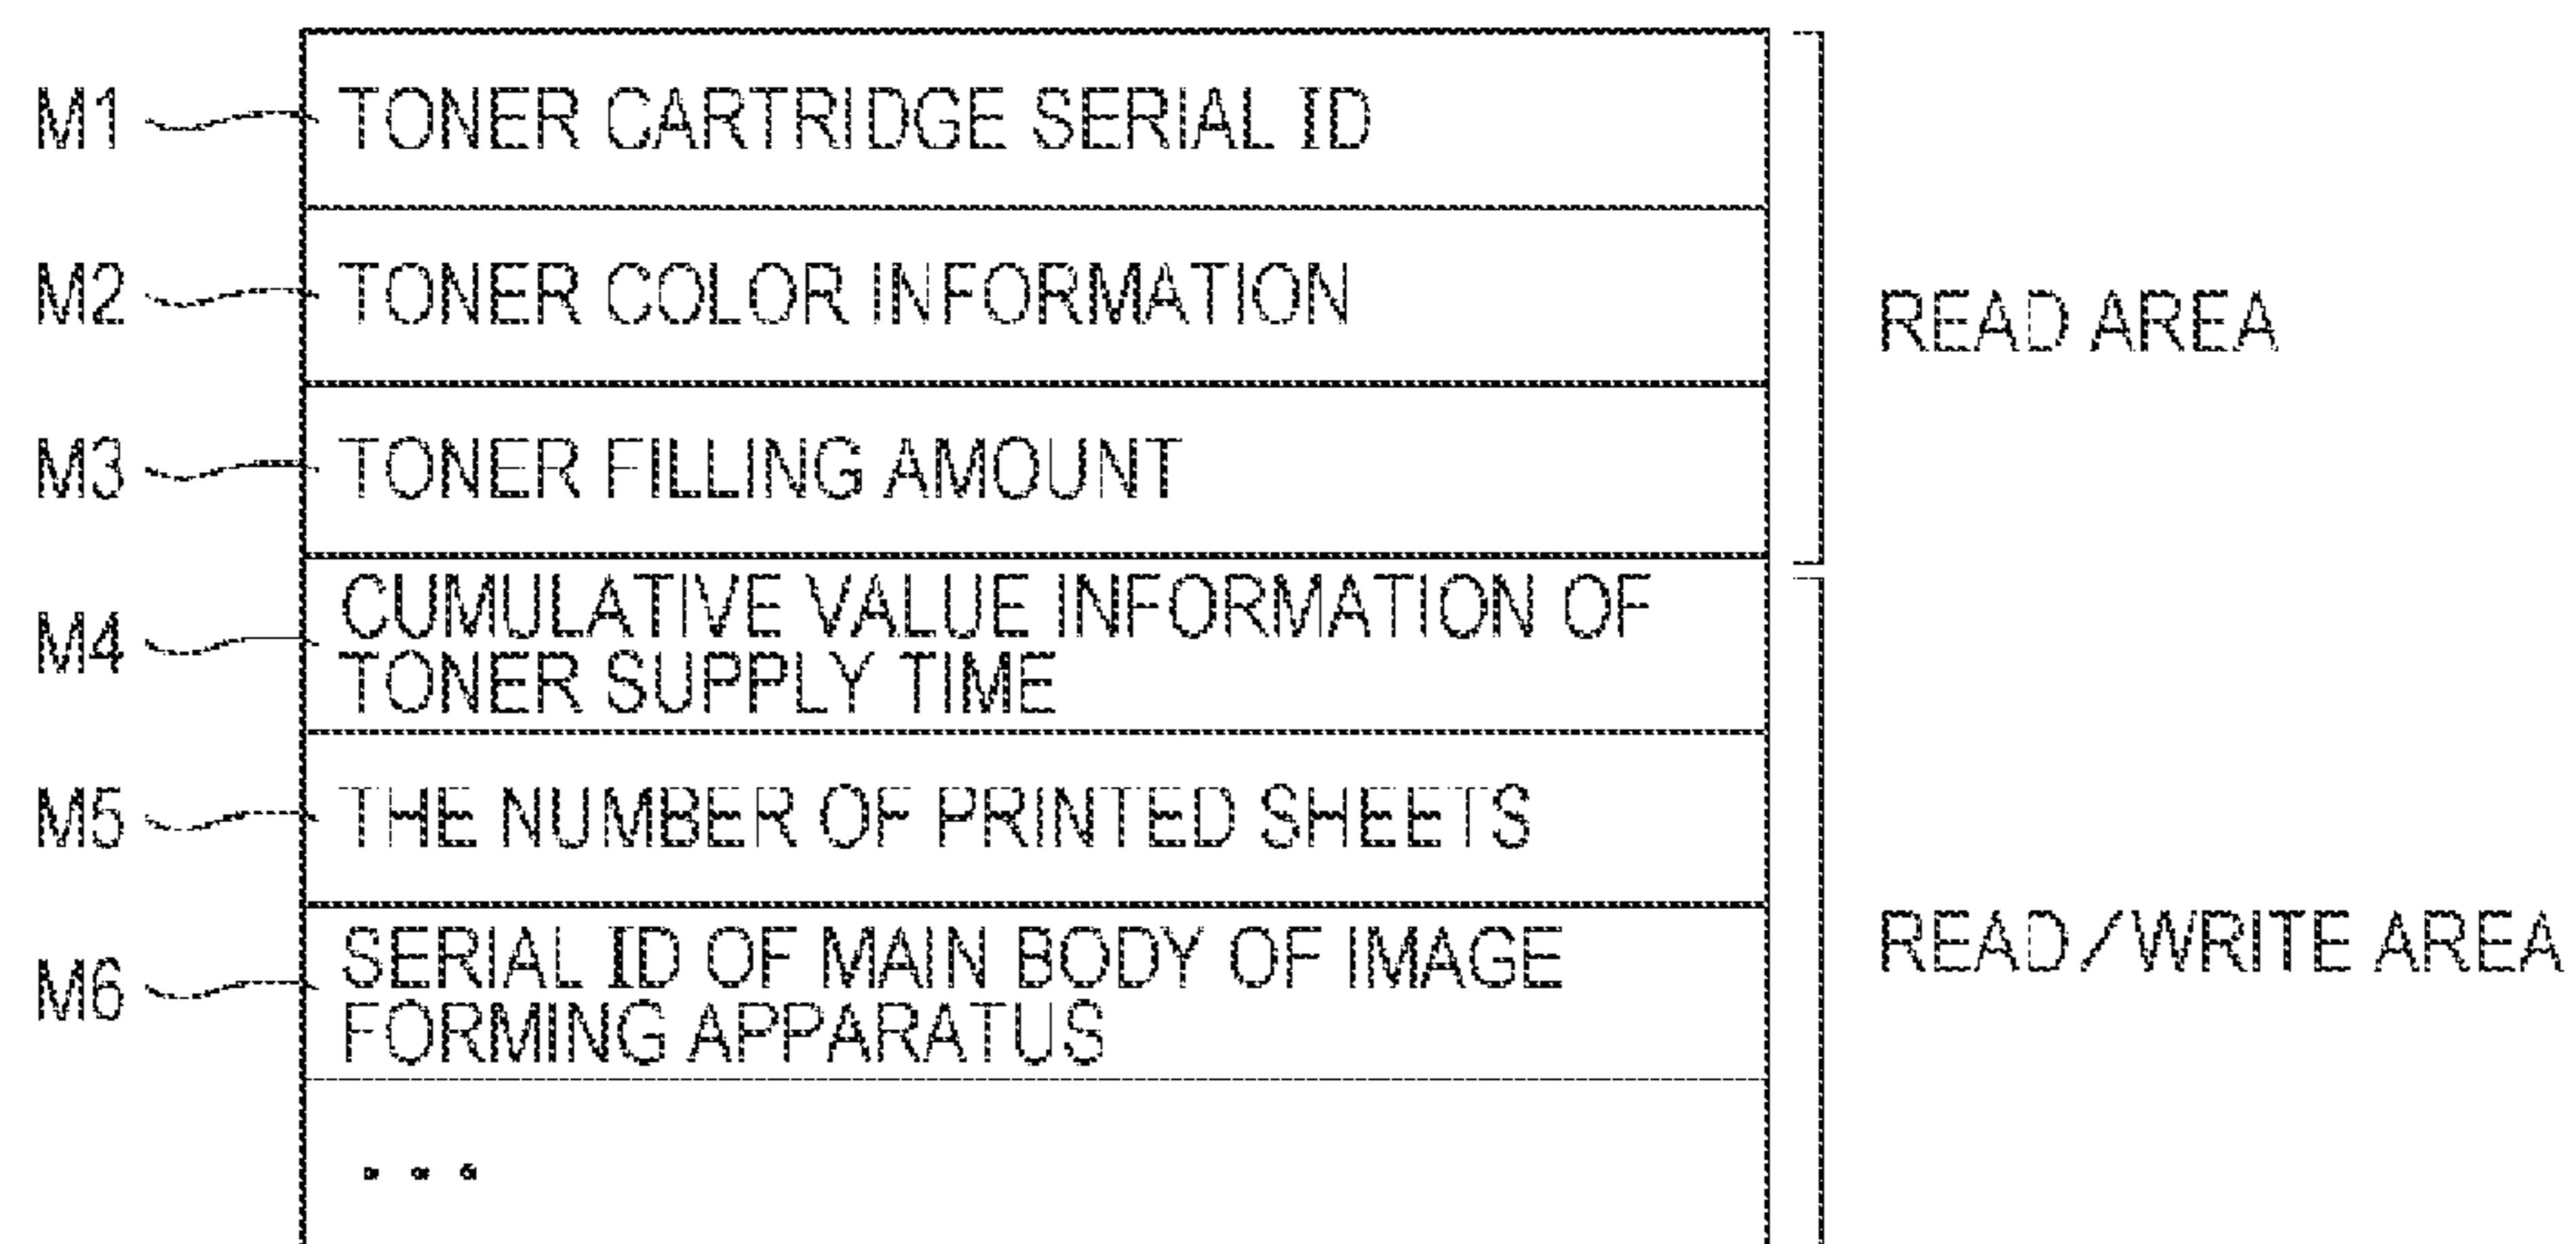 M1 TONER CARTRIDGE SERIAL ID
M2 TONER COLOR INFORMATION
READ AREA
M3 TONER FILLING AMOUNT
M4 CUMULATIVE VALUE INFORMATION OF
TONER SUPPLY TIME
M5 THE NUMBER OF PRINTED SHEETS
M6 SERIAL ID OF MAIN BODY OF IMAGE
FORMING APPARATUS
READ/WRITE AREA
...